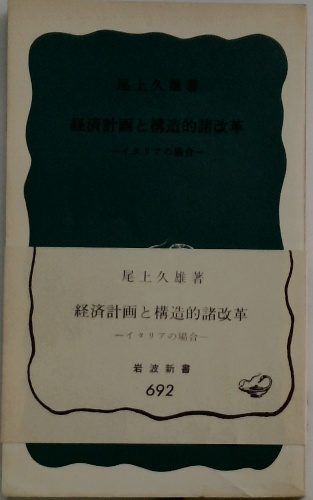 尾上久雄著
経済計画と構造的諸改革
―イタリアの場合―
尾上久雄著
経済計画と構造的諸改革
―イタリアの場合―
岩波新書
692